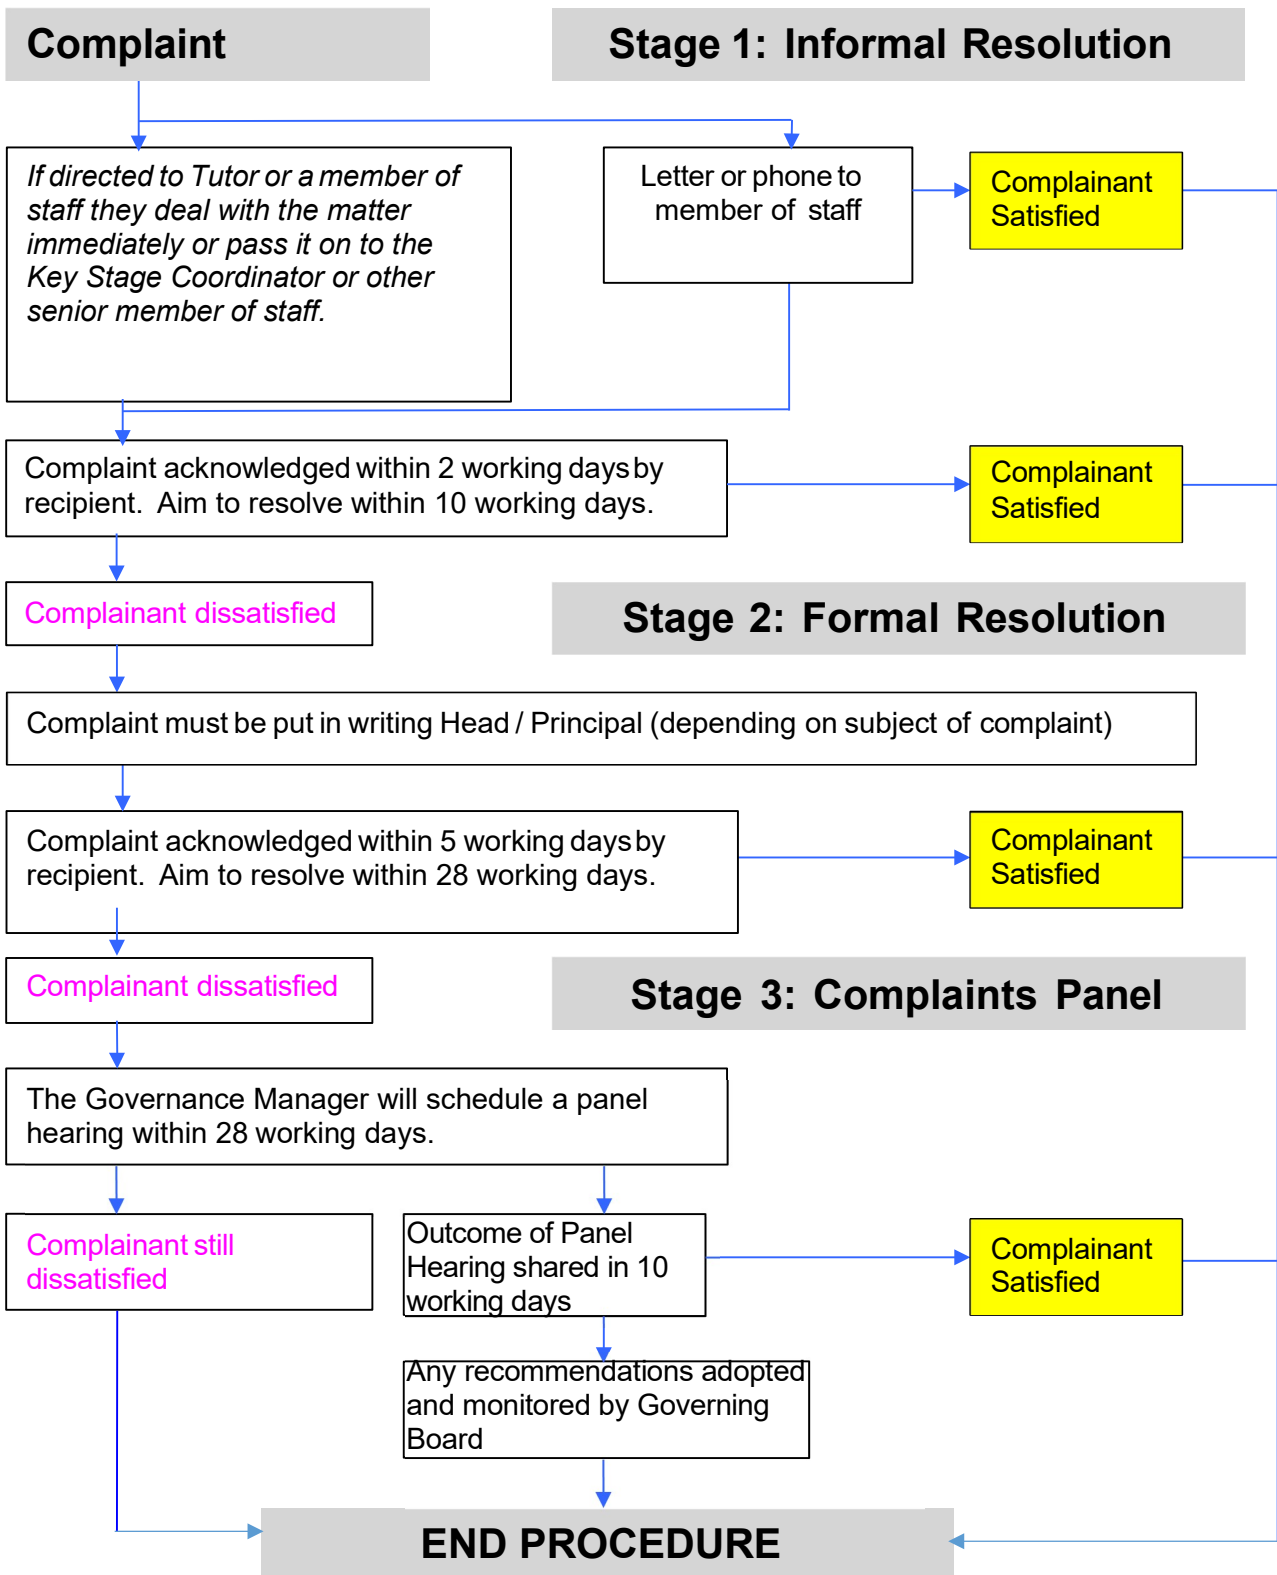 Complaint
Stage 1: Informal Resolution
If directed to Tutor or a member of
staff they deal with the matter
immediately or pass it on to the
Key Stage Coordinator or other
senior member of staff.
Letter or phone to
member of staff
Complainant
Satisfied
Complaint acknowledged within 2 working days by
recipient. Aim to resolve within 10 working days.
Complainant
Satisfied
Complainant dissatisfied
Stage 2: Formal Resolution
Complaint must be put in writing Head / Principal (depending on subject of complaint)
Complaint acknowledged within 5 working days by
recipient. Aim to resolve within 28 working days.
Complainant
Satisfied
Complainant dissatisfied
Stage 3: Complaints Panel
The Governance Manager will schedule a panel
hearing within 28 working days.
Complainant still
dissatisfied
Outcome of Panel
Hearing shared in 10
working days
Complainant
Satisfied
Any recommendations adopted
and monitored by Governing
Board
END PROCEDURE